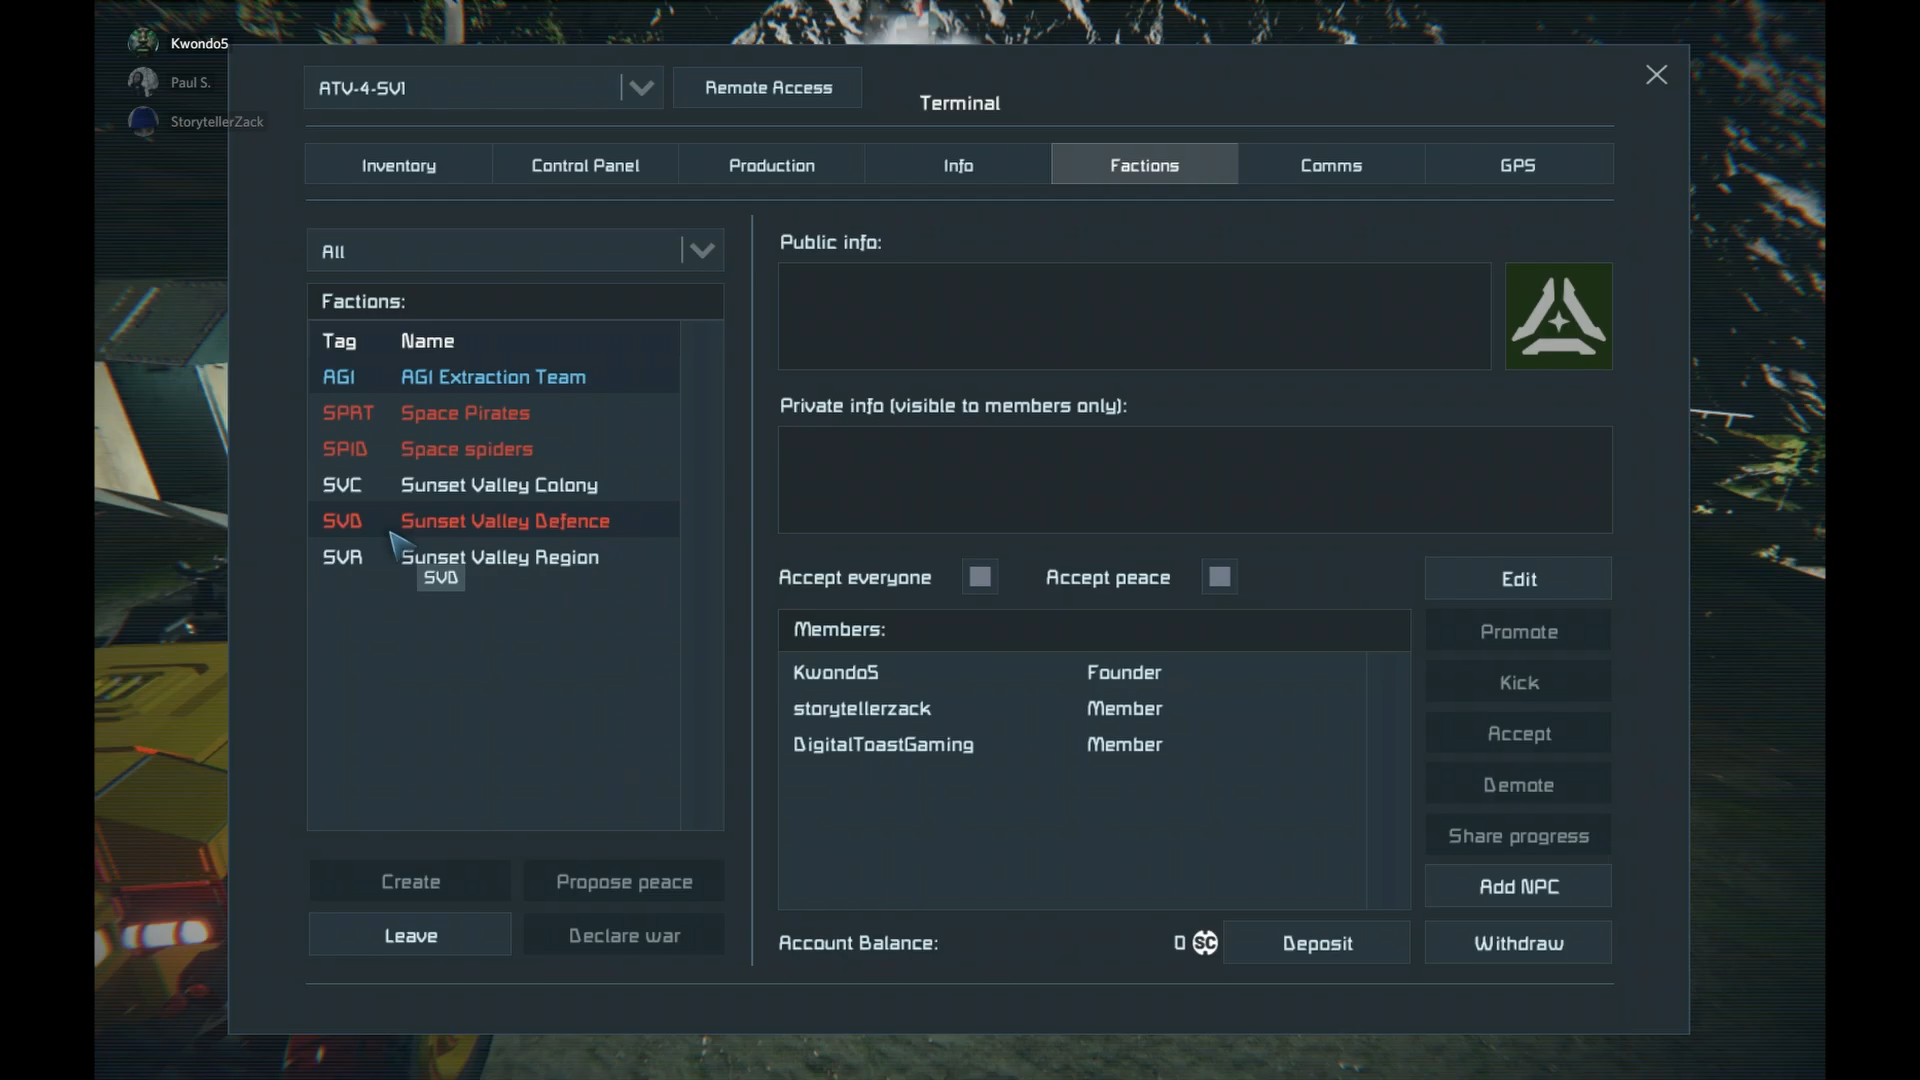 Kwondo5
Paul S.
StorytellerZack
ATV-4-SV1
Remote Access
Terminal
Inventory
Control Panel
Production
Info
Factions
Comms
GPS
All
Factions:
Tag Name
AGI AGI Extraction Team
SPRT Space Pirates
SPID Space spiders
SVC Sunset Valley Colony
SVD Sunset Valley Defence
SVR Sunset Valley Region
SVD
Create
Propose peace
Leave
Declare war
Public info:
Private info (visible to members only):
Accept everyone
Accept peace
Members:
Kwondo5 Founder
storytellerzack Member
DigitalToastGaming Member
Edit
Promote
Kick
Accept
Demote
Share progress
Add NPC
Account Balance: 0 SC
Deposit
Withdraw